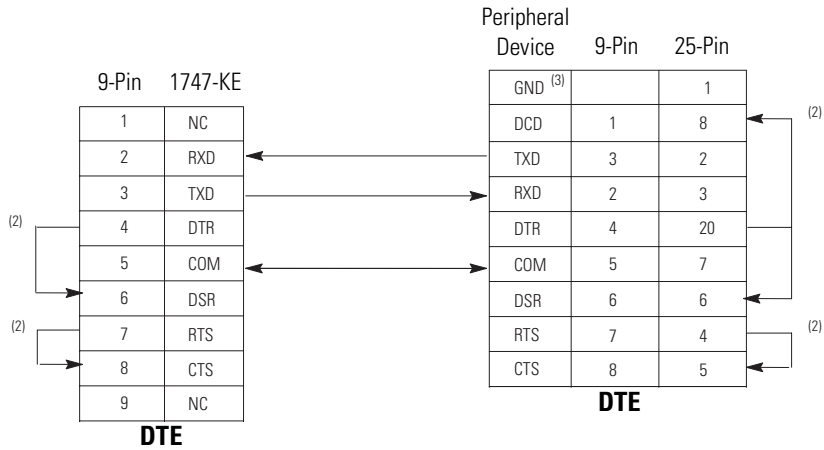 Peripheral
Device 9-Pin 25-Pin
9-Pin 1747-KE
GND (3) 1
DCD 1 8
TXD 3 2
RXD 2 3
DTR 4 20
COM 5 7
DSR 6 6
RTS 7 4
CTS 8 5
DTE
(2)
(2)
1 NC
2 RXD
3 TXD
4 DTR
5 COM
6 DSR
7 RTS
8 CTS
9 NC
DTE
(2)
(2)